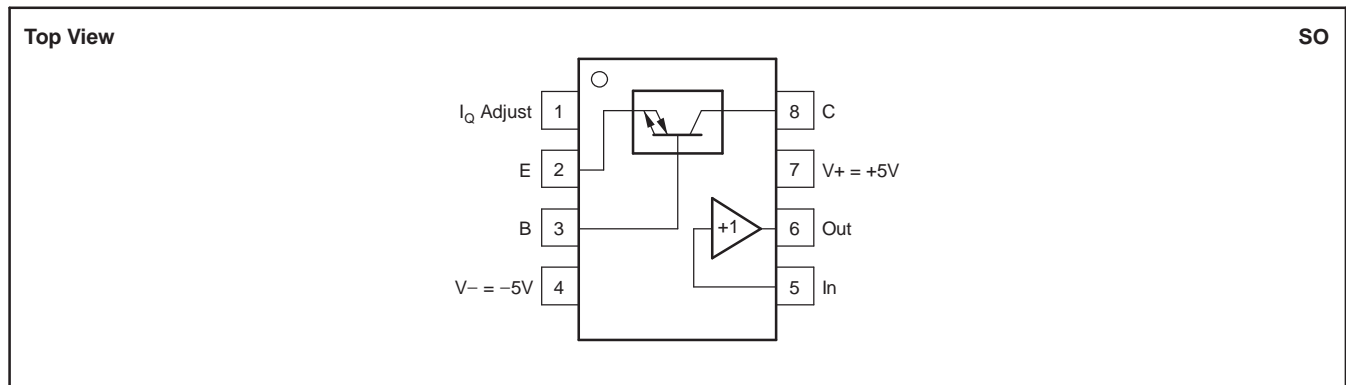 Top View
SO
I_Q Adjust 1
E 2
B 3
V− = −5V 4
8 C
7 V+ = +5V
6 Out
5 In
+1